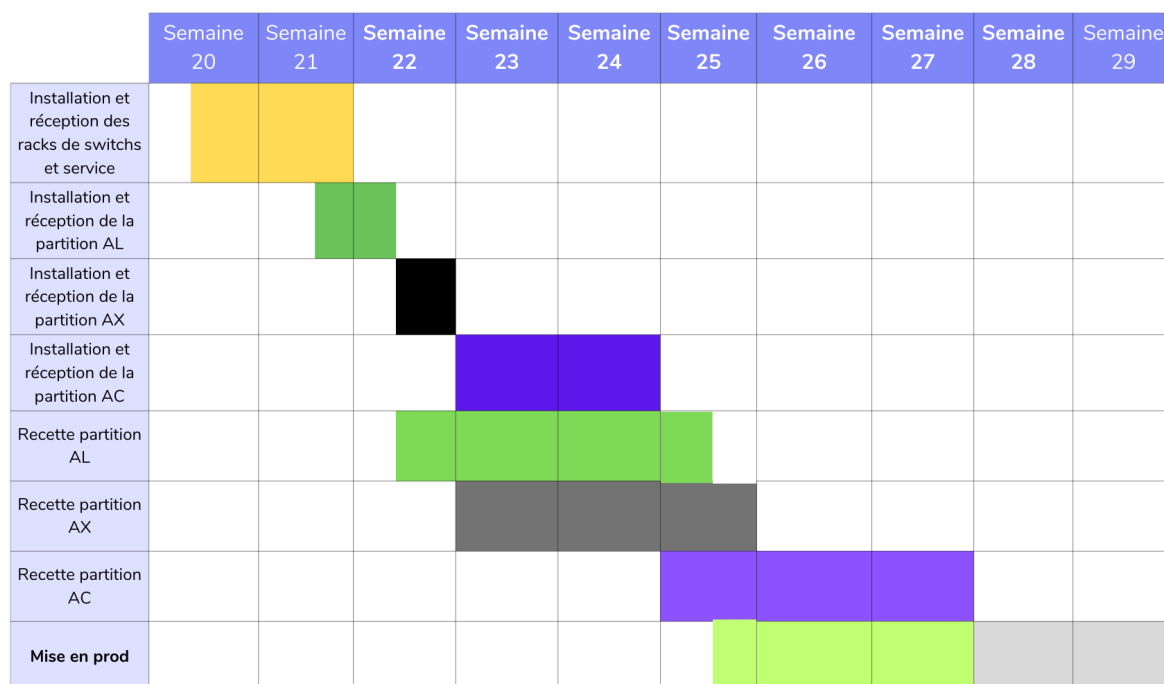 Semaine
20
Semaine
21
Semaine
22
Semaine
23
Semaine
24
Semaine
25
Semaine
26
Semaine
27
Semaine
28
Semaine
29
Installation et
réception des
racks de switchs
et service
Installation et
réception de la
partition AL
Installation et
réception de la
partition AX
Installation et
réception de la
partition AC
Recette partition
AL
Recette partition
AX
Recette partition
AC
Mise en prod